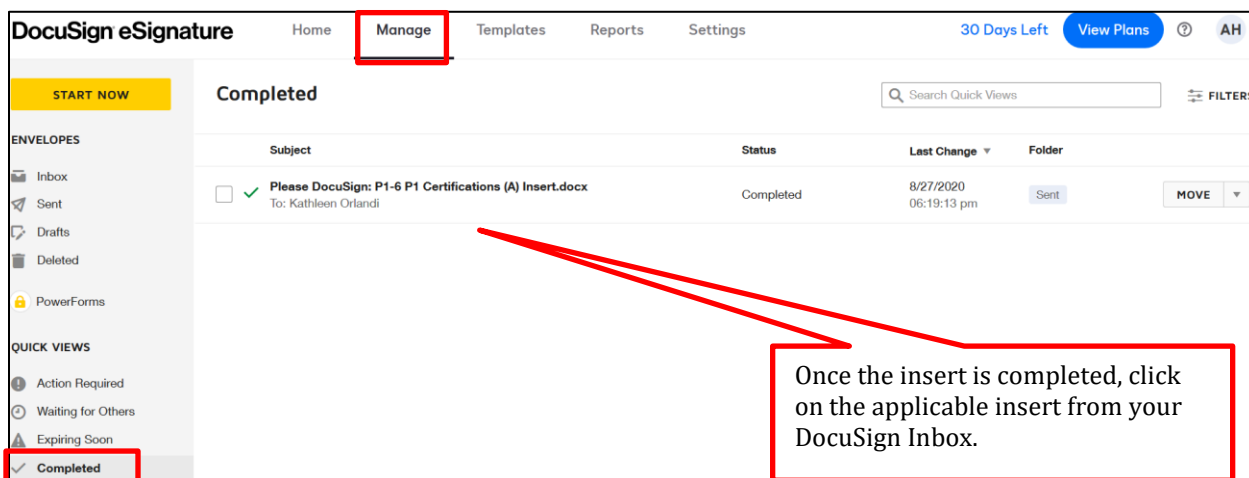 DocuSign eSignature Home Manage Templates Reports Settings 30 Days Left View Plans ? AH
START NOW
Completed
Search Quick Views
FILTERS
ENVELOPES
Subject Status Last Change Folder
Inbox
Please DocuSign: P1-6 P1 Certifications (A) Insert.docx Completed 8/27/2020 Sent MOVE
To: Kathleen Orlandi 06:19:13 pm
Sent
Drafts
Deleted
PowerForms
QUICK VIEWS
Action Required
Waiting for Others
Expiring Soon
Completed
Once the insert is completed, click
on the applicable insert from your
DocuSign Inbox.